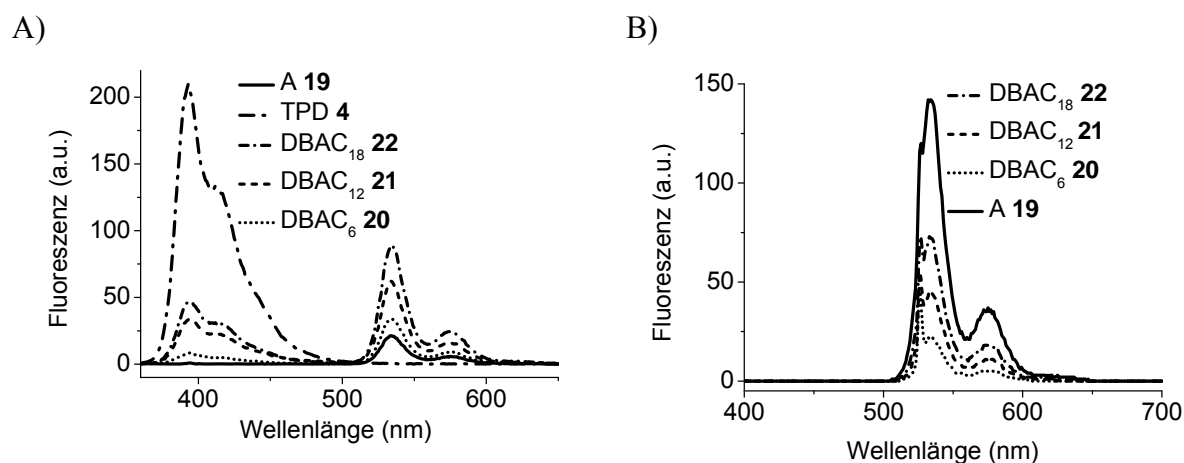 A)
Fluoreszenz (a.u.)
200
150
100
50
0
400
500
600
Wellenlänge (nm)
A 19
TPD 4
DBAC₁₈ 22
DBAC₁₂ 21
DBAC₆ 20
B)
Fluoreszenz (a.u.)
150
100
50
0
400
500
600
700
Wellenlänge (nm)
DBAC₁₈ 22
DBAC₁₂ 21
DBAC₆ 20
A 19